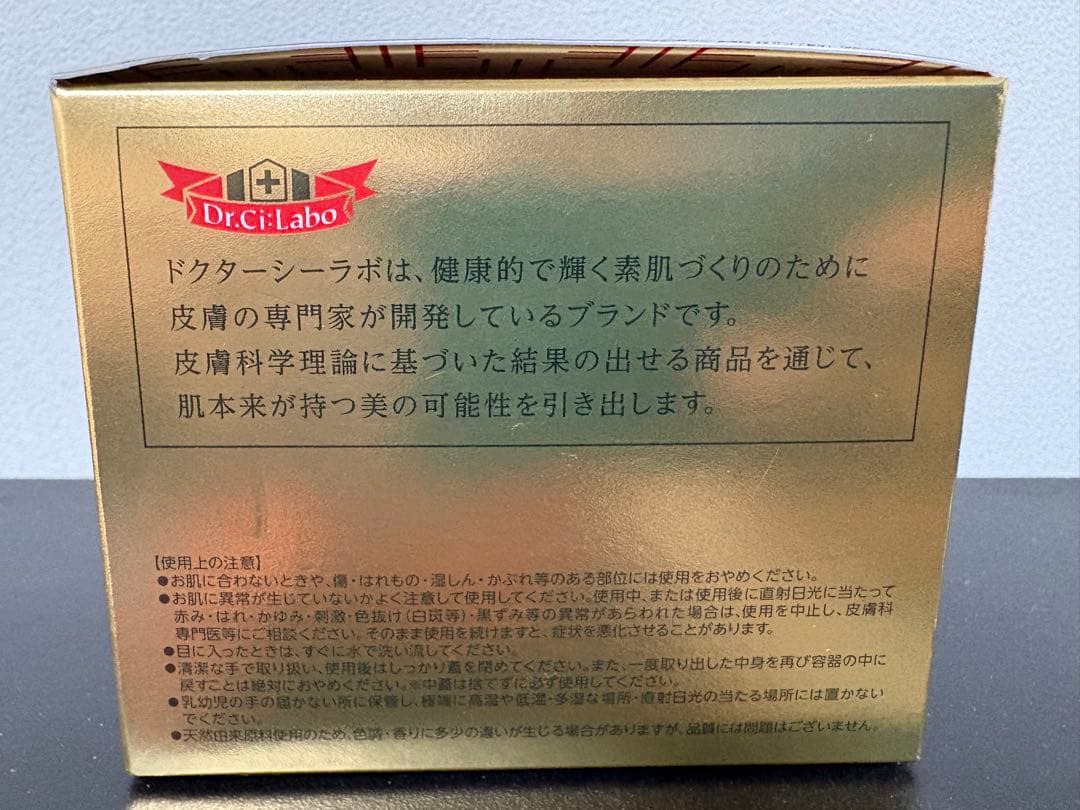 Dr.Ci:Labo
ドクターシーラボは、健康的で輝く素肌づくりのために
皮膚の専門家が開発しているブランドです。
皮膚科学理論に基づいた結果の出せる商品を通じて、
肌本来が持つ美の可能性を引き出します。
【使用上の注意】
●お肌に合わないときや、傷・はれもの・湿しん・かぶれ等のある部位には使用をおやめください。
●お肌に異常が生じていないかよく注意して使用してください。使用中、または使用後に直射日光に当たって
赤み・はれ・かゆみ・刺激・色抜け(白斑等)・黒ずみ等の異常があらわれた場合は、使用を中止し、皮膚科
専門医等にご相談ください。そのまま使用を続けますと、症状を悪化させることがあります。
●目に入ったときは、すぐに水で洗い流してください。
●清潔な手で取り扱い、使用後はしっかり蓋を閉めてください。また、一度取り出した中身を再び容器の中に
戻すことは絶対におやめください。※中蓋は捨てずに必ず使用してください。
●乳幼児の手の届かない所に保管し、極端に高温や低温・多湿な場所・直射日光の当たる場所には置かない
でください。
●天然由来原料使用のため、色調・香りに多少の違いが生じる場合がありますが、品質には問題はございません。